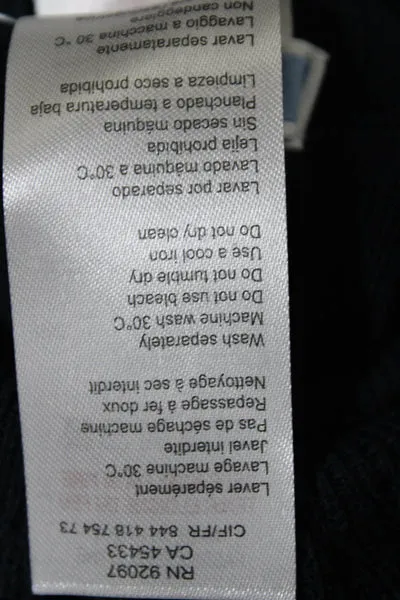 RN 92097
CA 45433
CIF/FR 844 418 754 73
Laver séparément
Lavage machine 30°C
Javel interdite
Pas de séchage machine
Repassage à fer doux
Nettoyage à sec interdit
Wash separately
Machine wash 30°C
Do not use bleach
Do not tumble dry
Use a cool iron
Do not dry clean
Lavar por separado
Lavado máquina a 30°C
Lejía prohibida
Sin secado máquina
Planchado a temperatura baja
Limpieza a seco prohibida
Lavar separatamente
Lavaggio a macchina 30 °C
Non candeggiare